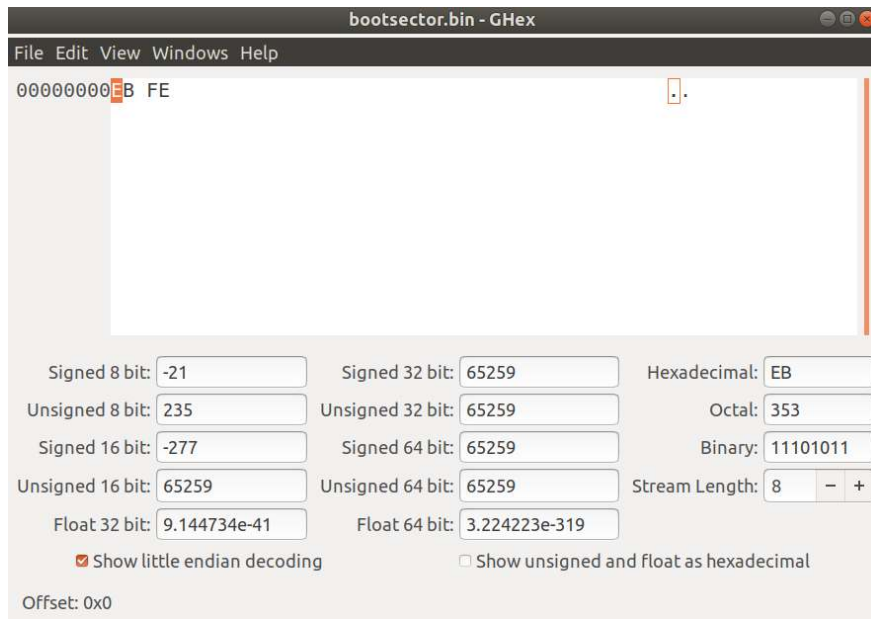 bootsector.bin - GHex
File Edit View Windows Help
00000000EB FE ..
Signed 8 bit: -21 Signed 32 bit: 65259 Hexadecimal: EB
Unsigned 8 bit: 235 Unsigned 32 bit: 65259 Octal: 353
Signed 16 bit: -277 Signed 64 bit: 65259 Binary: 11101011
Unsigned 16 bit: 65259 Unsigned 64 bit: 65259 Stream Length: 8 − +
Float 32 bit: 9.144734e-41 Float 64 bit: 3.224223e-319
Show little endian decoding Show unsigned and float as hexadecimal
Offset: 0x0